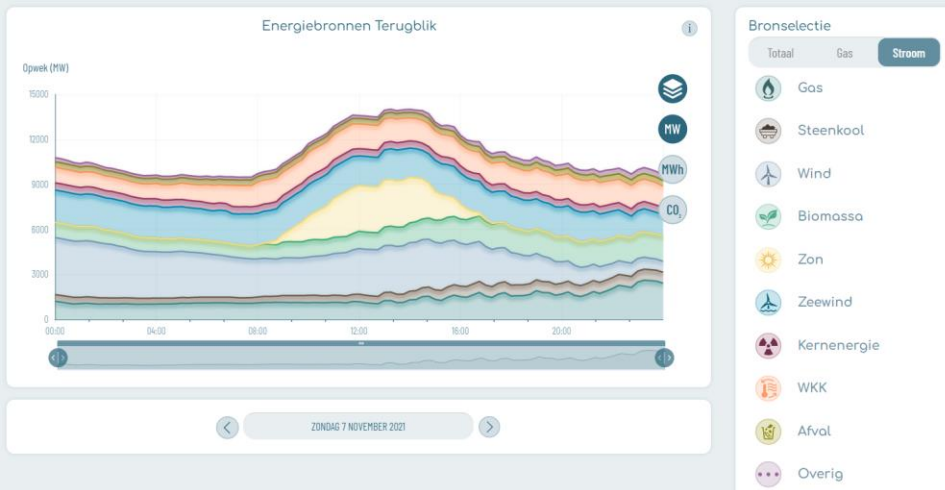 Energiebronnen Terugblik
i
Opwek (MW)
15000
12000
9000
6000
3000
0
00:00 04:00 08:00 12:00 16:00 20:00
MW
MWh
CO₂
ZONDAG 7 NOVEMBER 2021
Bronselectie
Totaal Gas Stroom
Gas
Steenkool
Wind
Biomassa
Zon
Zeewind
Kernenergie
WKK
Afval
Overig